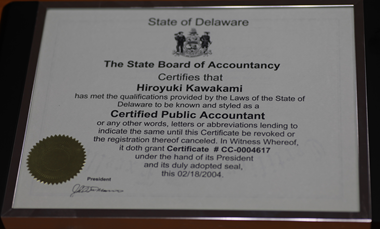 State of Delaware
The State Board of Accountancy
Certifies that
Hiroyuki Kawakami
has met the qualifications provided by the Laws of the State of
Delaware to be known and styled as a
Certified Public Accountant
or any other words, letters or abbreviations lending to
indicate the same until this Certificate be revoked or
the registration thereof canceled. In Witness Whereof,
it doth grant Certificate # CC-0004617
under the hand of its President
and its duly adopted seal,
this 02/18/2004.
President